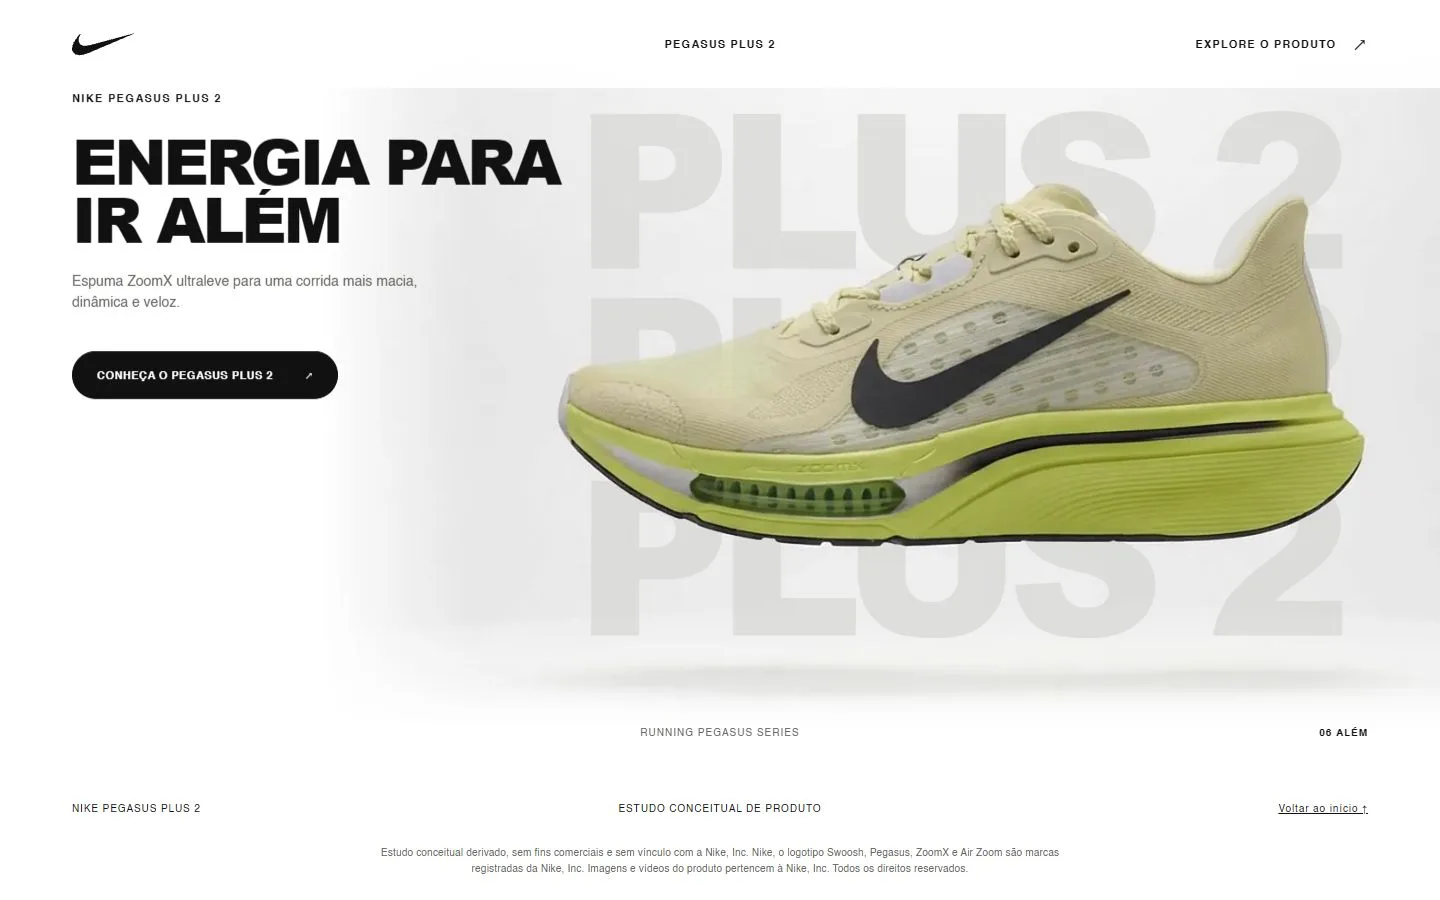 PEGASUS PLUS 2
EXPLORE O PRODUTO ↗
NIKE PEGASUS PLUS 2
ENERGIA PARA
IR ALÉM
Espuma ZoomX ultraleve para uma corrida mais macia,
dinâmica e veloz.
CONHEÇA O PEGASUS PLUS 2 ↗
PLUS 2
PLUS 2
PLUS 2
ZOOMX
RUNNING PEGASUS SERIES
06 ALÉM
NIKE PEGASUS PLUS 2
ESTUDO CONCEITUAL DE PRODUTO
Voltar ao início ↑
Estudo conceitual derivado, sem fins comerciais e sem vínculo com a Nike, Inc. Nike, o logotipo Swoosh, Pegasus, ZoomX e Air Zoom são marcas
registradas da Nike, Inc. Imagens e vídeos do produto pertencem à Nike, Inc. Todos os direitos reservados.